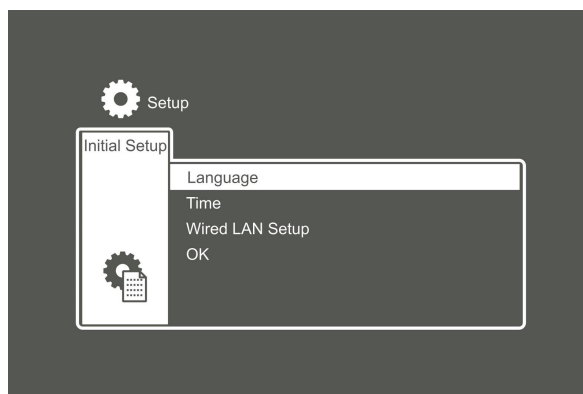 Setup
Initial Setup
Language
Time
Wired LAN Setup
OK